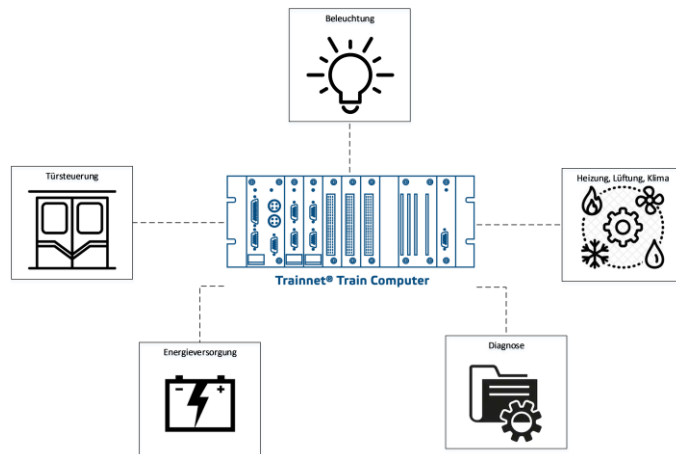 Beleuchtung
Türsteuerung
Heizung, Lüftung, Klima
Trainnet® Train Computer
Energieversorgung
Diagnose